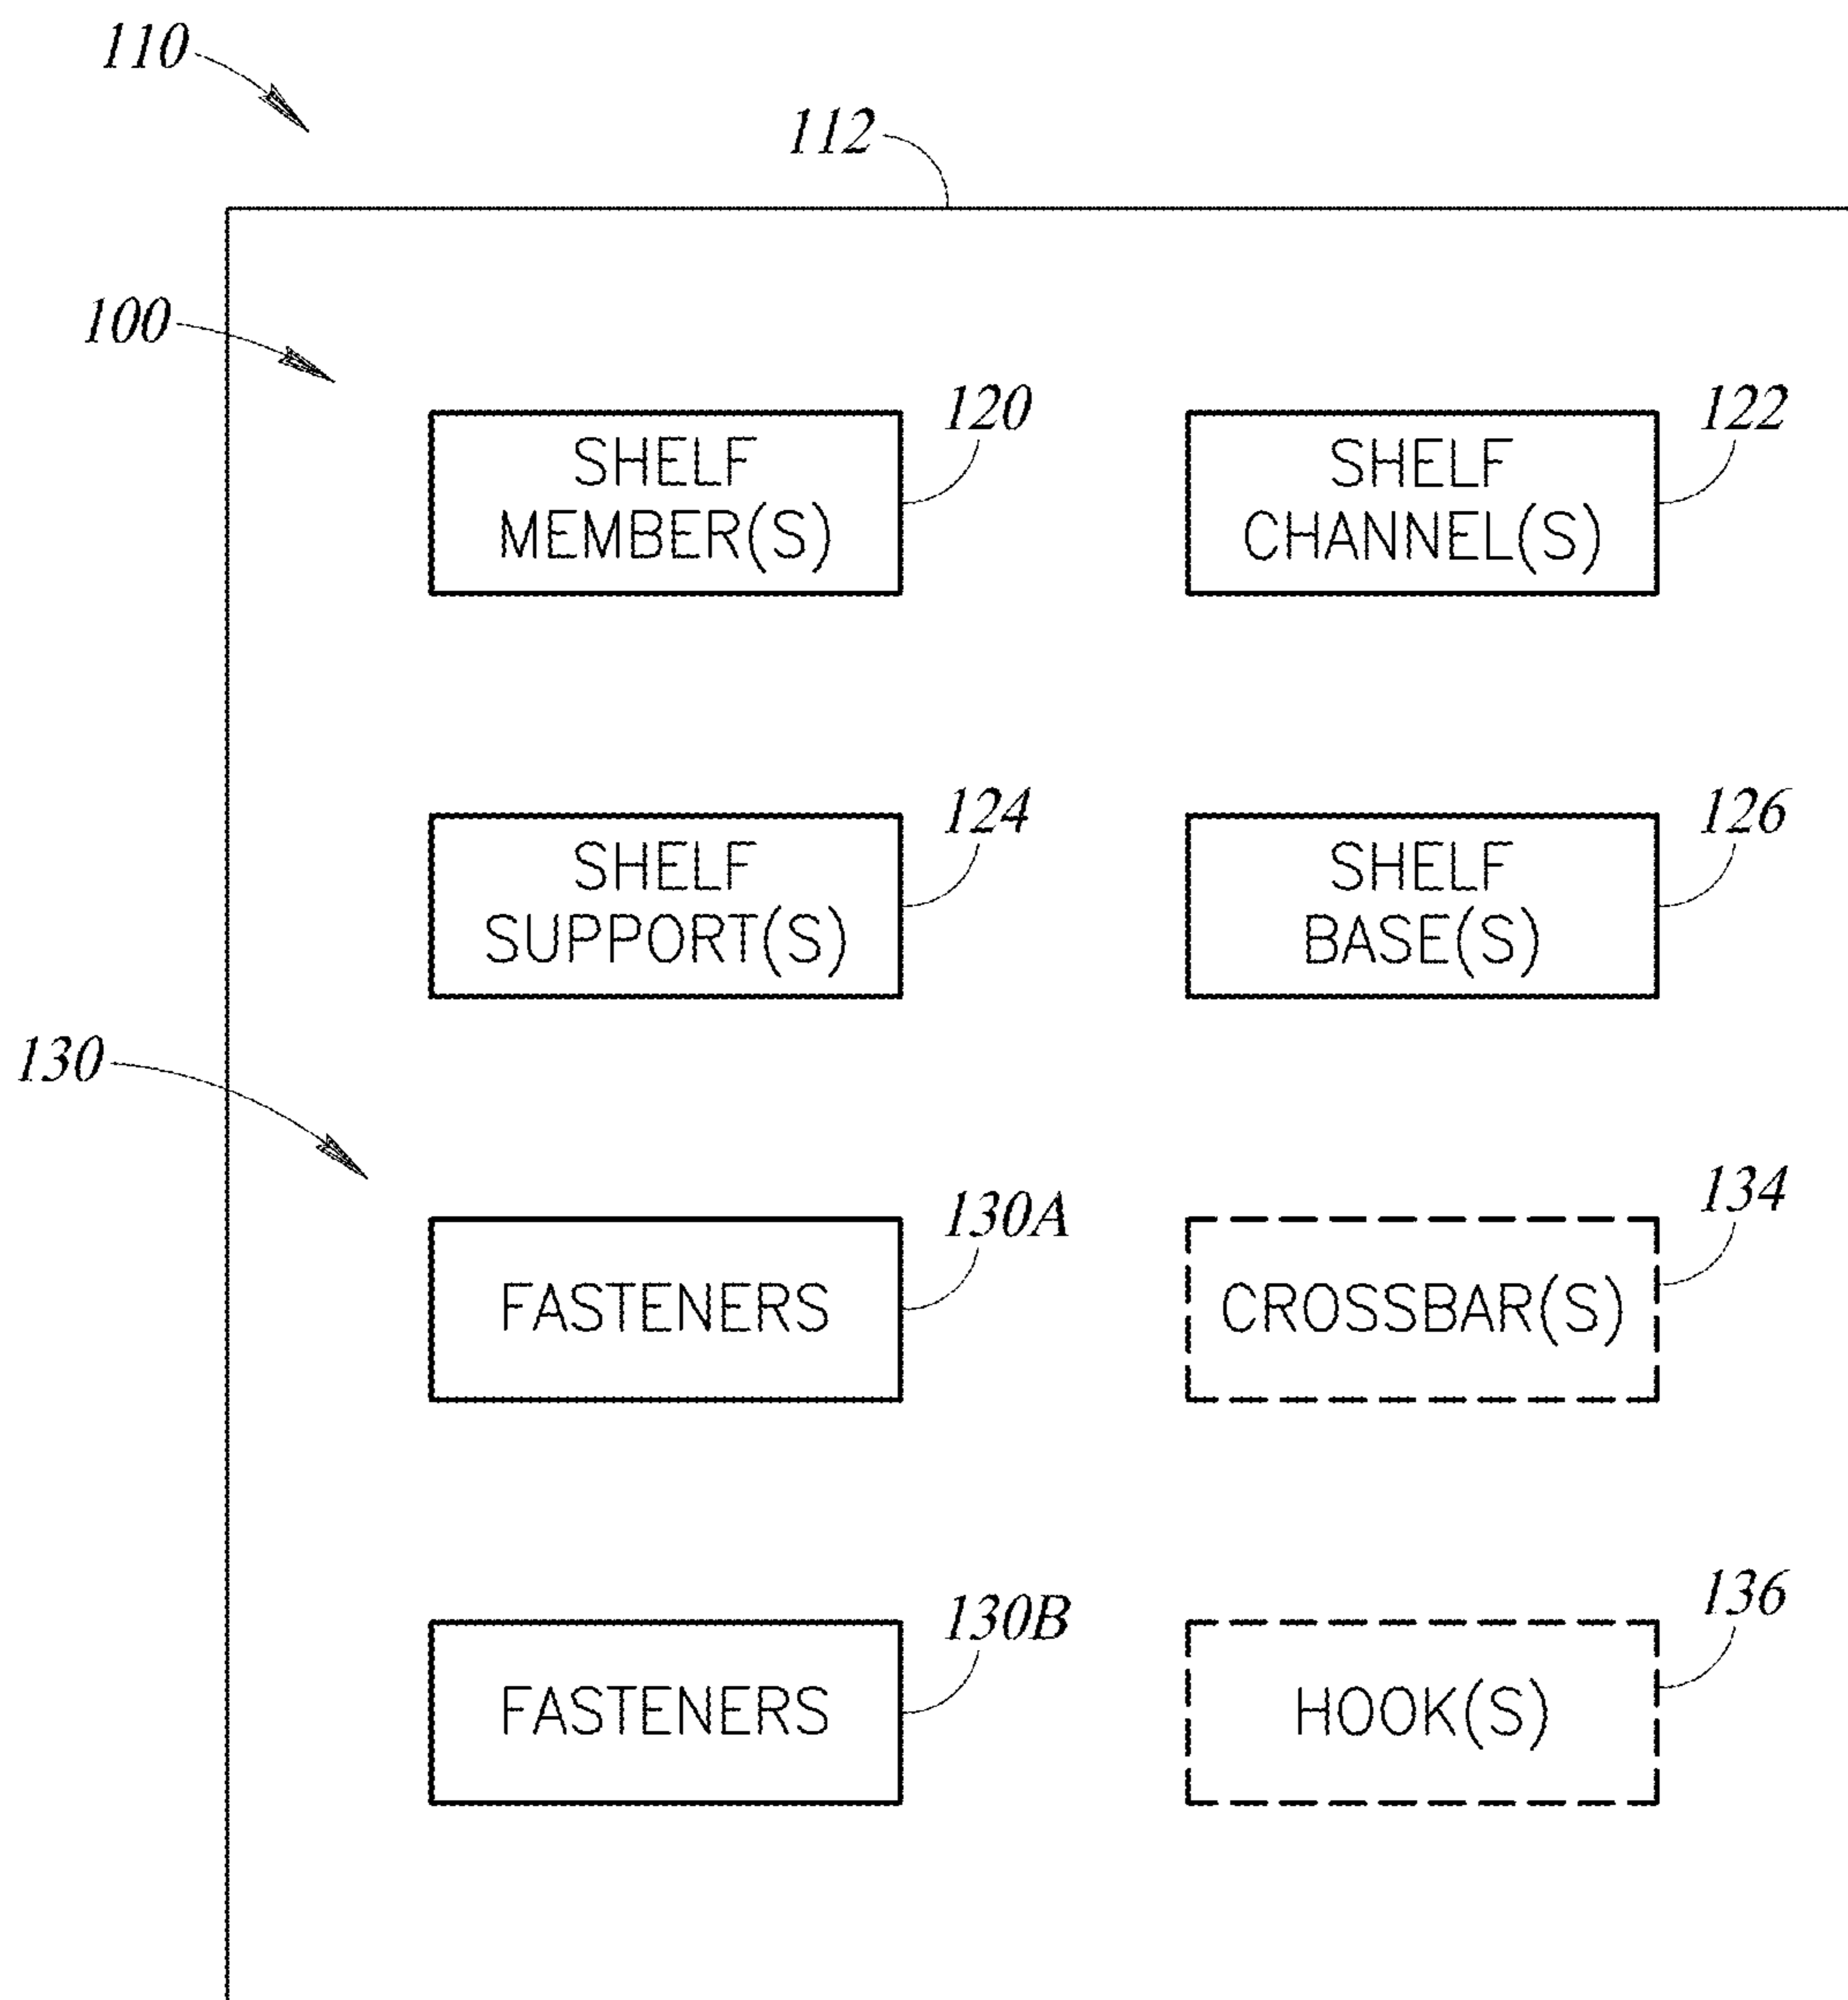 110
112
100
120
122
SHELF
MEMBER(S)
SHELF
CHANNEL(S)
124
126
SHELF
SUPPORT(S)
SHELF
BASE(S)
130
130A
134
FASTENERS
CROSSBAR(S)
130B
136
FASTENERS
HOOK(S)